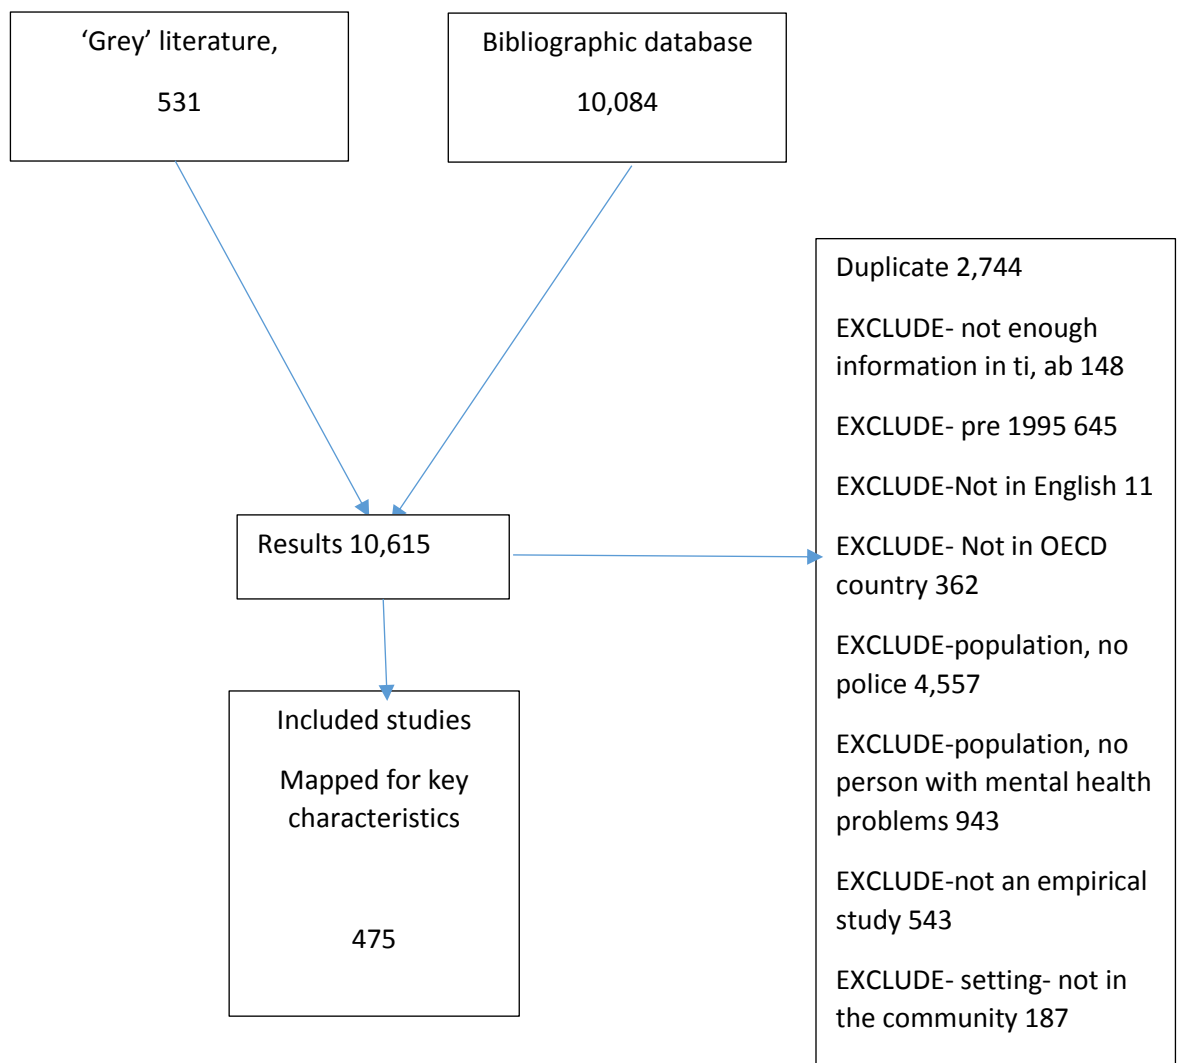 ‘Grey’ literature,
531
Bibliographic database
10,084
Duplicate 2,744
EXCLUDE- not enough
information in ti, ab 148
EXCLUDE- pre 1995 645
EXCLUDE-Not in English 11
EXCLUDE- Not in OECD
country 362
EXCLUDE-population, no
police 4,557
EXCLUDE-population, no
person with mental health
problems 943
EXCLUDE-not an empirical
study 543
EXCLUDE- setting- not in
the community 187
Results 10,615
Included studies
Mapped for key
characteristics
475